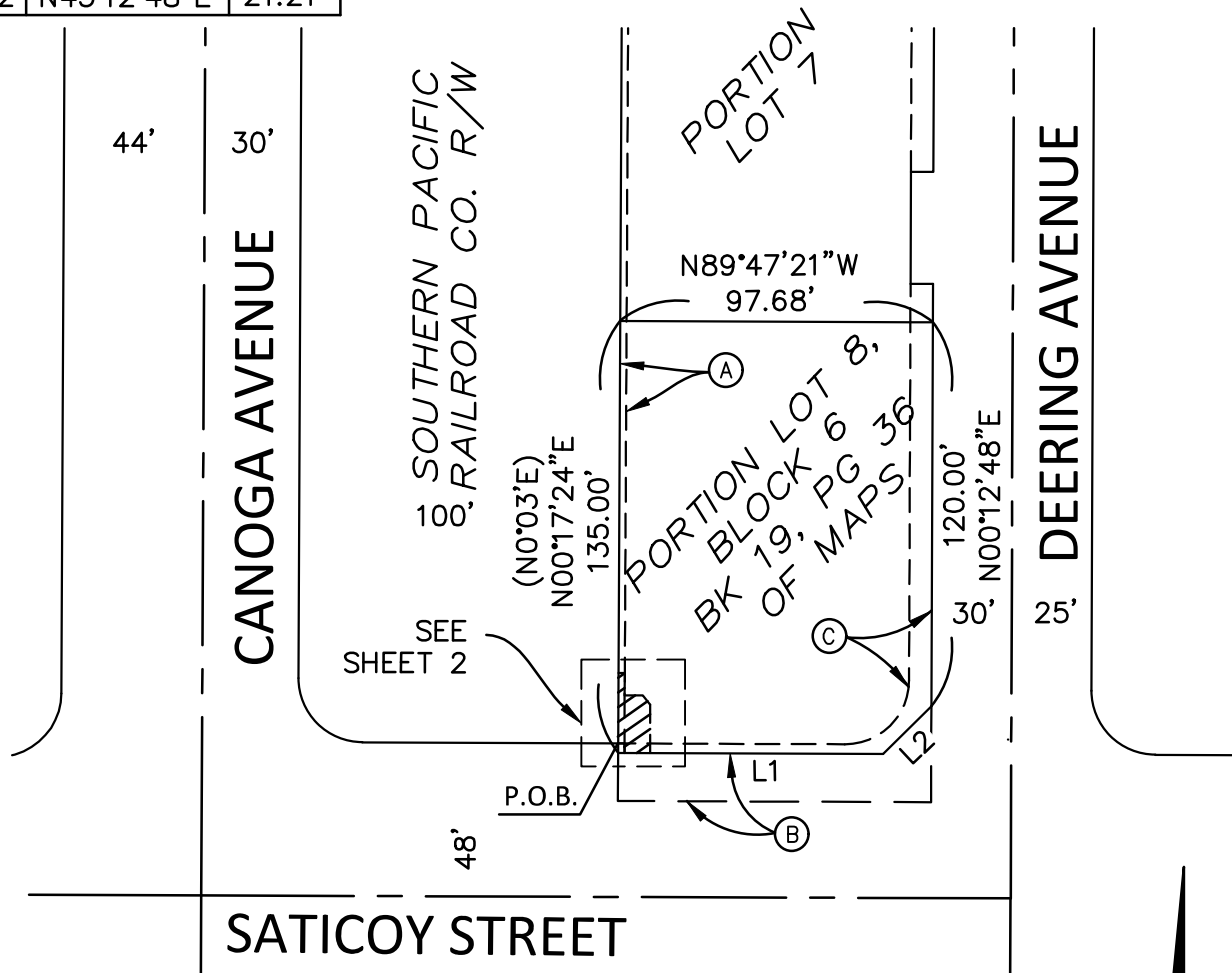 N45°12'48"E 21.21'
44'
30'
SOUTHERN PACIFIC
RAILROAD CO. R/W
100'
PORTION
LOT 7
CANOGA AVENUE
DEERING AVENUE
N89°47'21"W
97.68'
A
PORTION LOT 8,
BLOCK 6
BK 19, PG 36
OF MAPS
(N0°03'E)
N00°17'24"E
135.00'
120.00'
N00°12'48"E
30'
25'
C
SEE
SHEET 2
L2
L1
P.O.B.
B
48'
SATICOY STREET